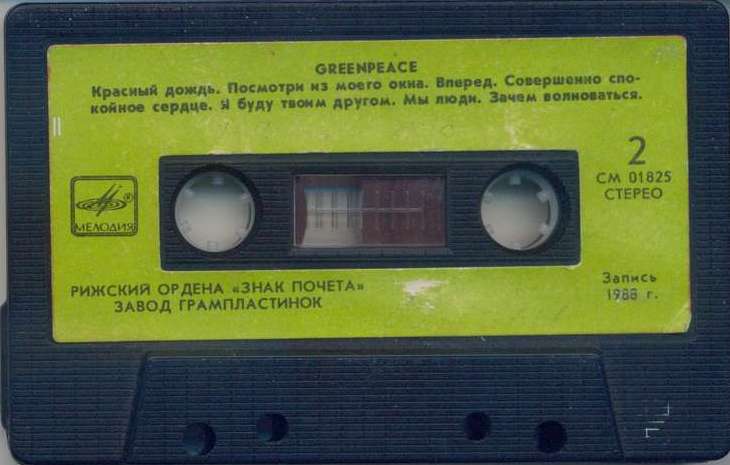 GREENPEACE
Красный дождь. Посмотри из моего окна. Вперед. Совершенно спо-
койное сердце. Я буду твоим другом. Мы люди. Зачем волноваться.
2
СМ 01825
СТЕРЕО
МЕЛОДИЯ
РИЖСКИЙ ОРДЕНА «ЗНАК ПОЧЕТА»
ЗАВОД ГРАМПЛАСТИНОК
Запись
1988 г.